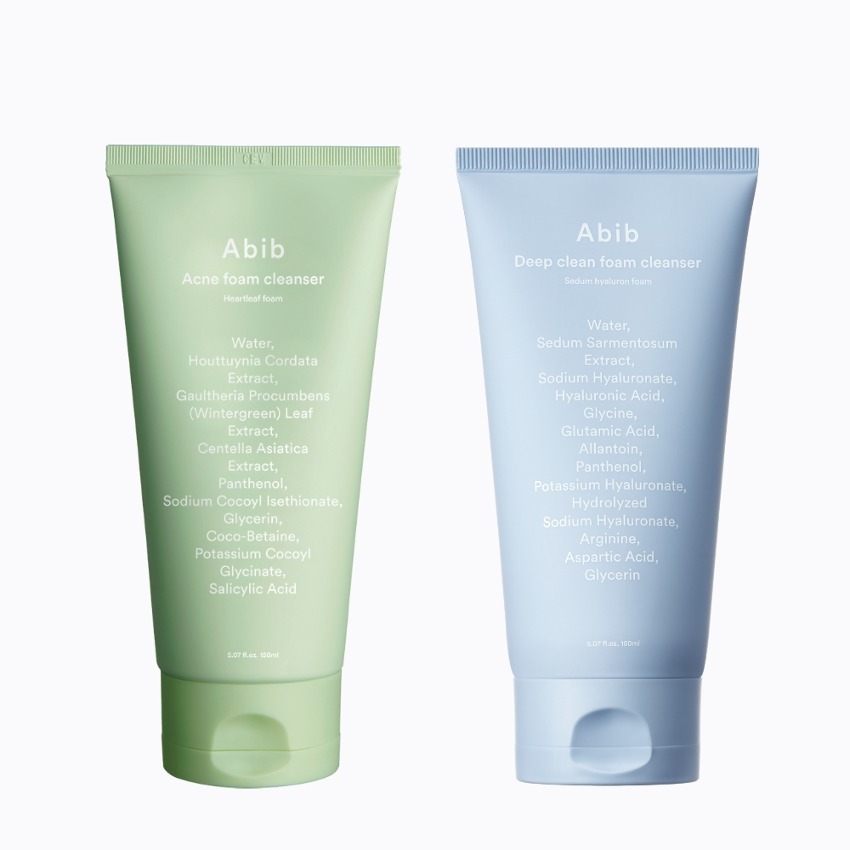 Abib
Acne foam cleanser
Heartleaf foam
Water,
Houttuynia Cordata
Extract,
Gaultheria Procumbens
(Wintergreen) Leaf
Extract,
Centella Asiatica
Extract,
Panthenol,
Sodium Cocoyl Isethionate,
Glycerin,
Coco-Betaine,
Potassium Cocoyl
Glycinate,
Salicylic Acid
5.07 fl.oz. 150ml
Abib
Deep clean foam cleanser
Sedum hyaluron foam
Water,
Sedum Sarmentosum
Extract,
Sodium Hyaluronate,
Hyaluronic Acid,
Glycine,
Glutamic Acid,
Allantoin,
Panthenol,
Potassium Hyaluronate,
Hydrolyzed
Sodium Hyaluronate,
Arginine,
Aspartic Acid,
Glycerin
5.07 fl.oz. 150ml